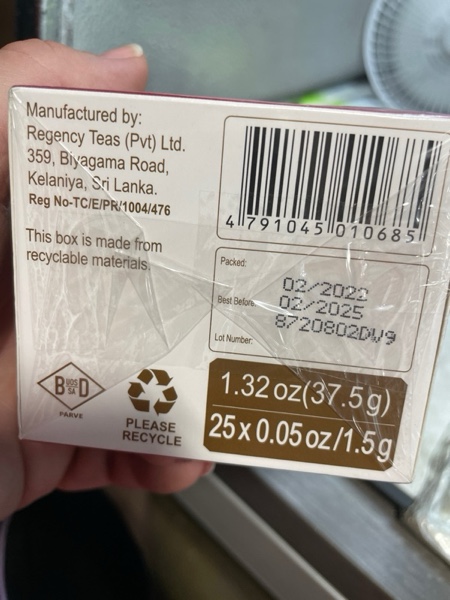 Manufactured by:
Regency Teas (Pvt) Ltd.
359, Biyagama Road,
Kelaniya, Sri Lanka.
Reg No-TC/E/PR/1004/476
This box is made from
recyclable materials.
4 791045 010685
Packed:
02/2022
Best Before:
02/2025
8720802DW9
Lot Number:
B D
PARVE
PLEASE
RECYCLE
1.32 oz(37.5g)
25 x 0.05 oz/1.5g